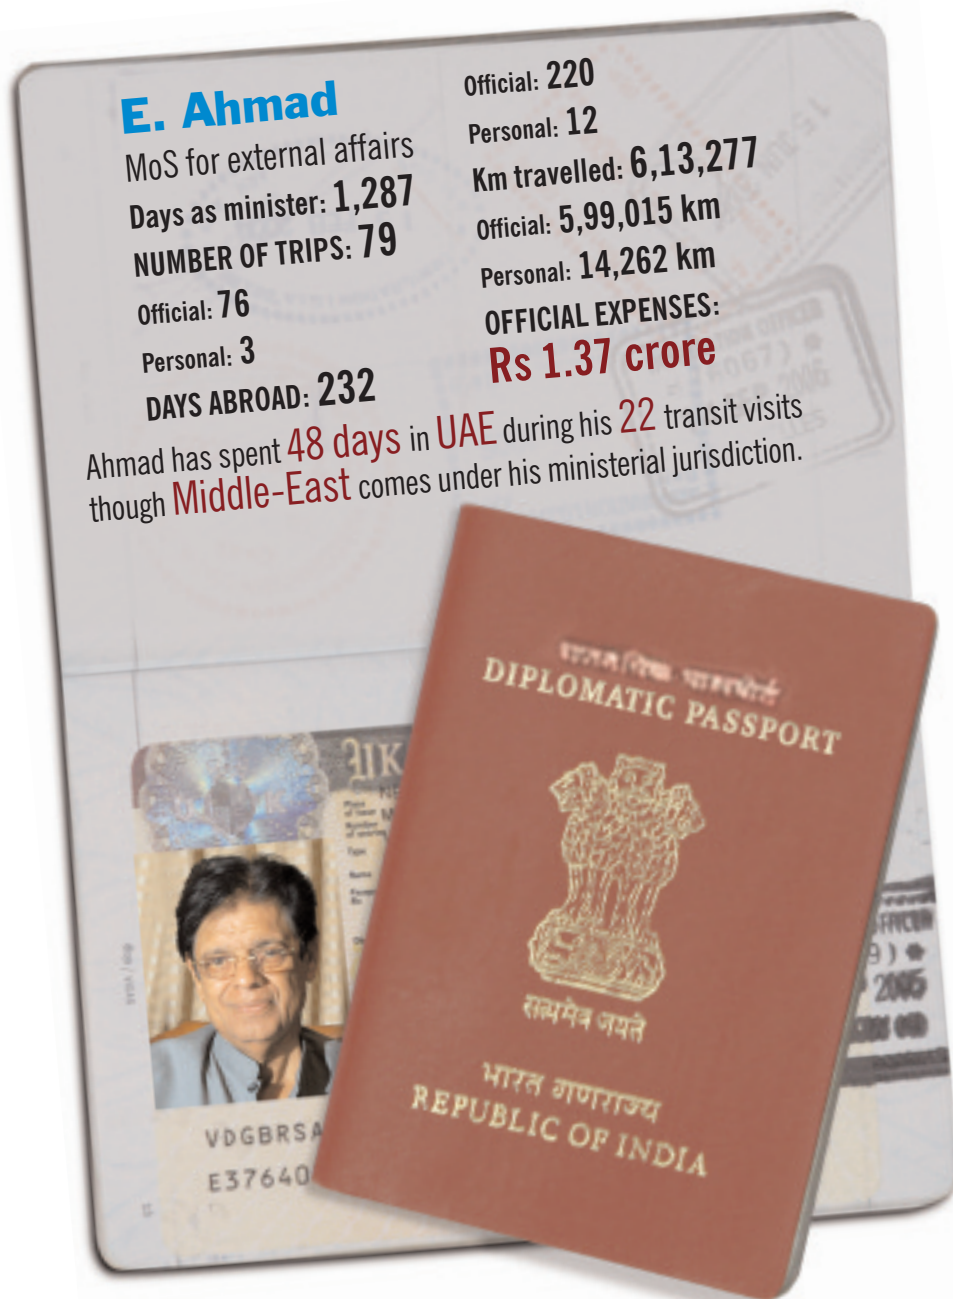 E. Ahmad
MoS for external affairs
Days as minister: 1,287
NUMBER OF TRIPS: 79
Official: 76
Personal: 3
DAYS ABROAD: 232
Official: 220
Personal: 12
Km travelled: 6,13,277
Official: 5,99,015 km
Personal: 14,262 km
OFFICIAL EXPENSES:
Rs 1.37 crore
Ahmad has spent 48 days in UAE during his 22 transit visits
though Middle-East comes under his ministerial jurisdiction.
DIPLOMATIC PASSPORT
सत्यमेव जयते
भारत गणराज्य
REPUBLIC OF INDIA
VDGBRSA
E37640
2005